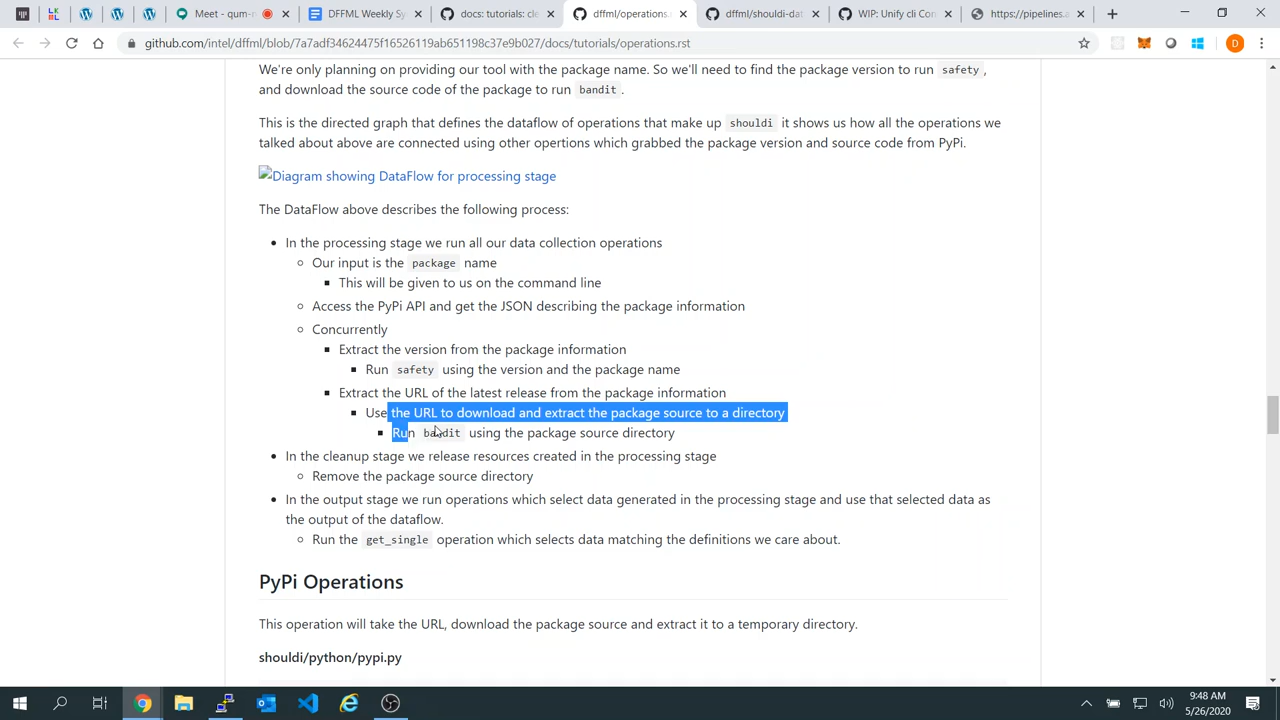 Meet - qum-r
DFFML Weekly Sy
docs: tutorials: cle
dffml/operations.
dffml/shouldi-dat
WIP: Unify cli Con
https://pipelines.a
github.com/intel/dffml/blob/7a7adf34624475f16526119ab651198c37e9b027/docs/tutorials/operations.rst
D
We're only planning on providing our tool with the package name. So we'll need to find the package version to run safety ,
and download the source code of the package to run bandit .
This is the directed graph that defines the dataflow of operations that make up shouldi it shows us how all the operations we
talked about above are connected using other opertions which grabbed the package version and source code from PyPi.
Diagram showing DataFlow for processing stage
The DataFlow above describes the following process:
In the processing stage we run all our data collection operations
Our input is the package name
This will be given to us on the command line
Access the PyPi API and get the JSON describing the package information
Concurrently
Extract the version from the package information
Run safety using the version and the package name
Extract the URL of the latest release from the package information
Use the URL to download and extract the package source to a directory
Run bandit using the package source directory
In the cleanup stage we release resources created in the processing stage
Remove the package source directory
In the output stage we run operations which select data generated in the processing stage and use that selected data as
the output of the dataflow.
Run the get_single operation which selects data matching the definitions we care about.
PyPi Operations
This operation will take the URL, download the package source and extract it to a temporary directory.
shouldi/python/pypi.py
9:48 AM
5/26/2020